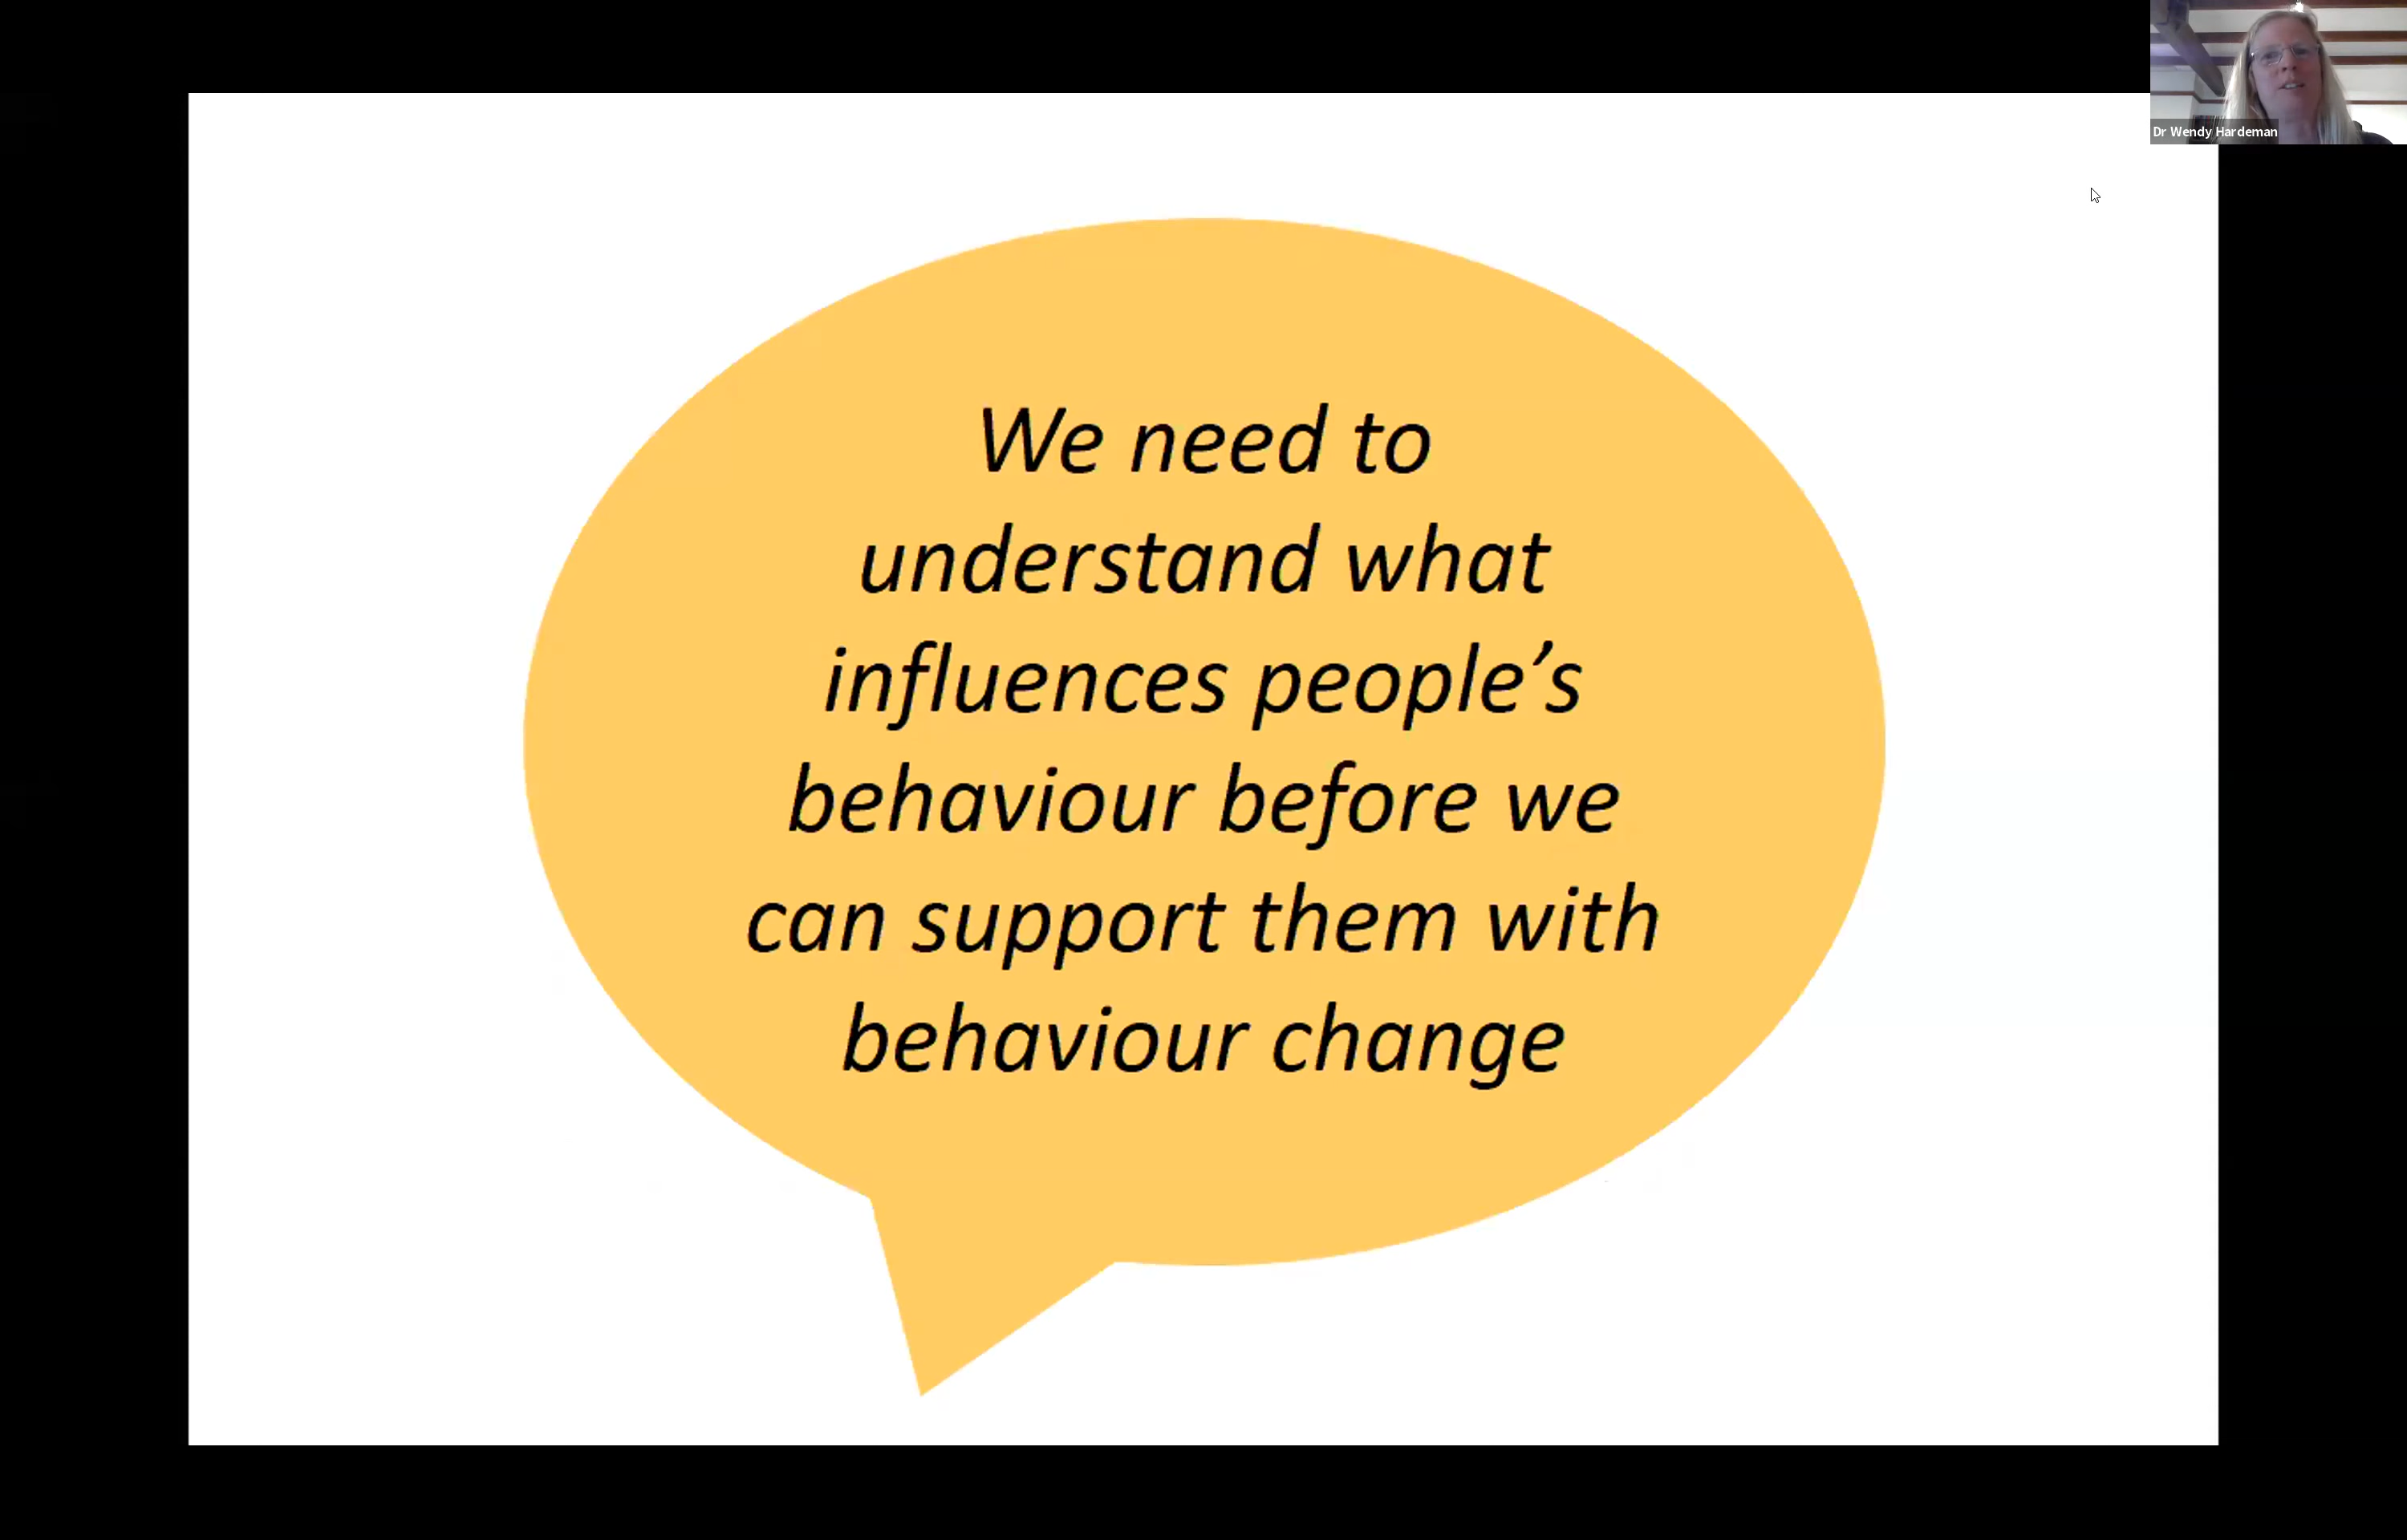 Dr Wendy Hardeman
We need to
understand what
influences people’s
behaviour before we
can support them with
behaviour change